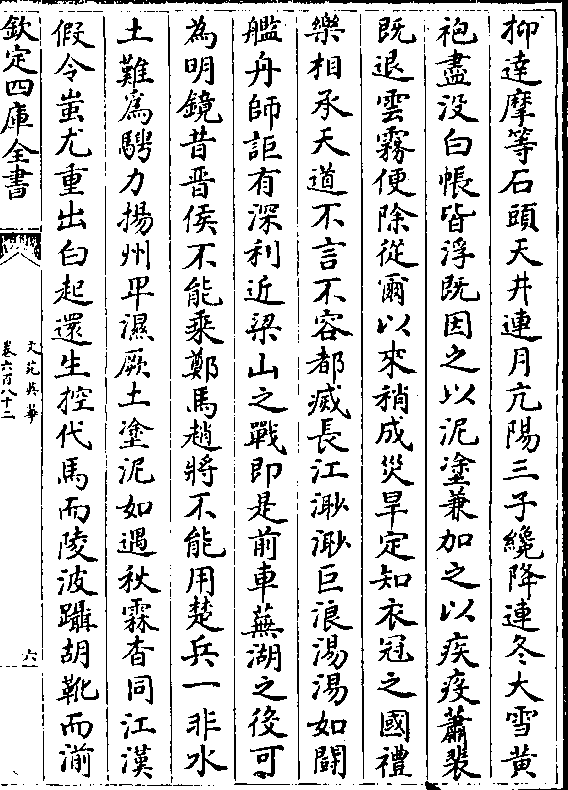 抑達摩等石頭天井連月亢陽三子纔降連冬大雪黃
袍盡没白帳皆浮既因之以泥塗兼加之以疾疫蕭裴
既退雲霧便除從爾以來稍成災旱定知衣冠之國禮
樂相承天道不言不容都㓕長江渺渺巨浪湯湯如鬭
艦舟師詎有深利近梁山之戰即是前車蕪湖之役可
為明鏡昔晉侯不能乘鄭馬趙將不能用楚兵一非水
土難為騁力揚州卑濕厥土塗泥如遇秋霖杳同江漢
假令蚩尤重出白起還生控代馬而陵波躡胡靴而湔
欽定四庫全書
文苑英華
卷六百八十二
六